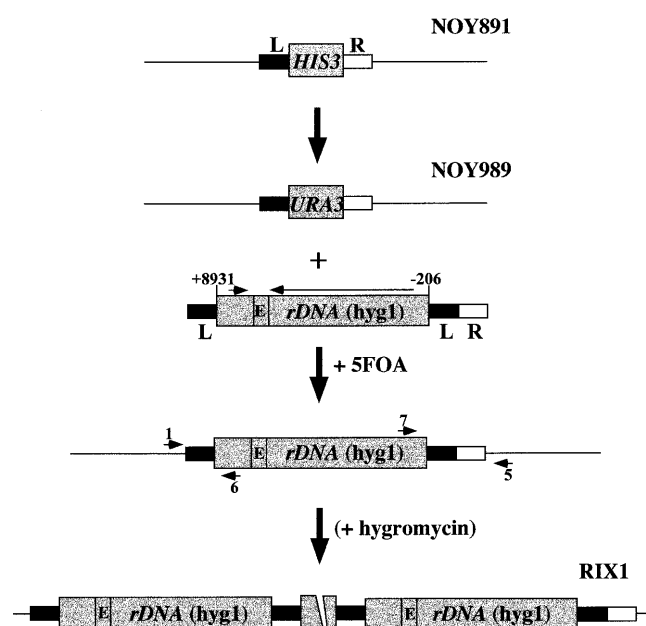 NOY891
L HIS3 R
NOY989
URA3
+
+8931 -206
E rDNA (hyg1)
L L R
+ 5FOA
1 7
E rDNA (hyg1)
6 5
(+ hygromycin)
RIX1
E rDNA (hyg1) E rDNA (hyg1)